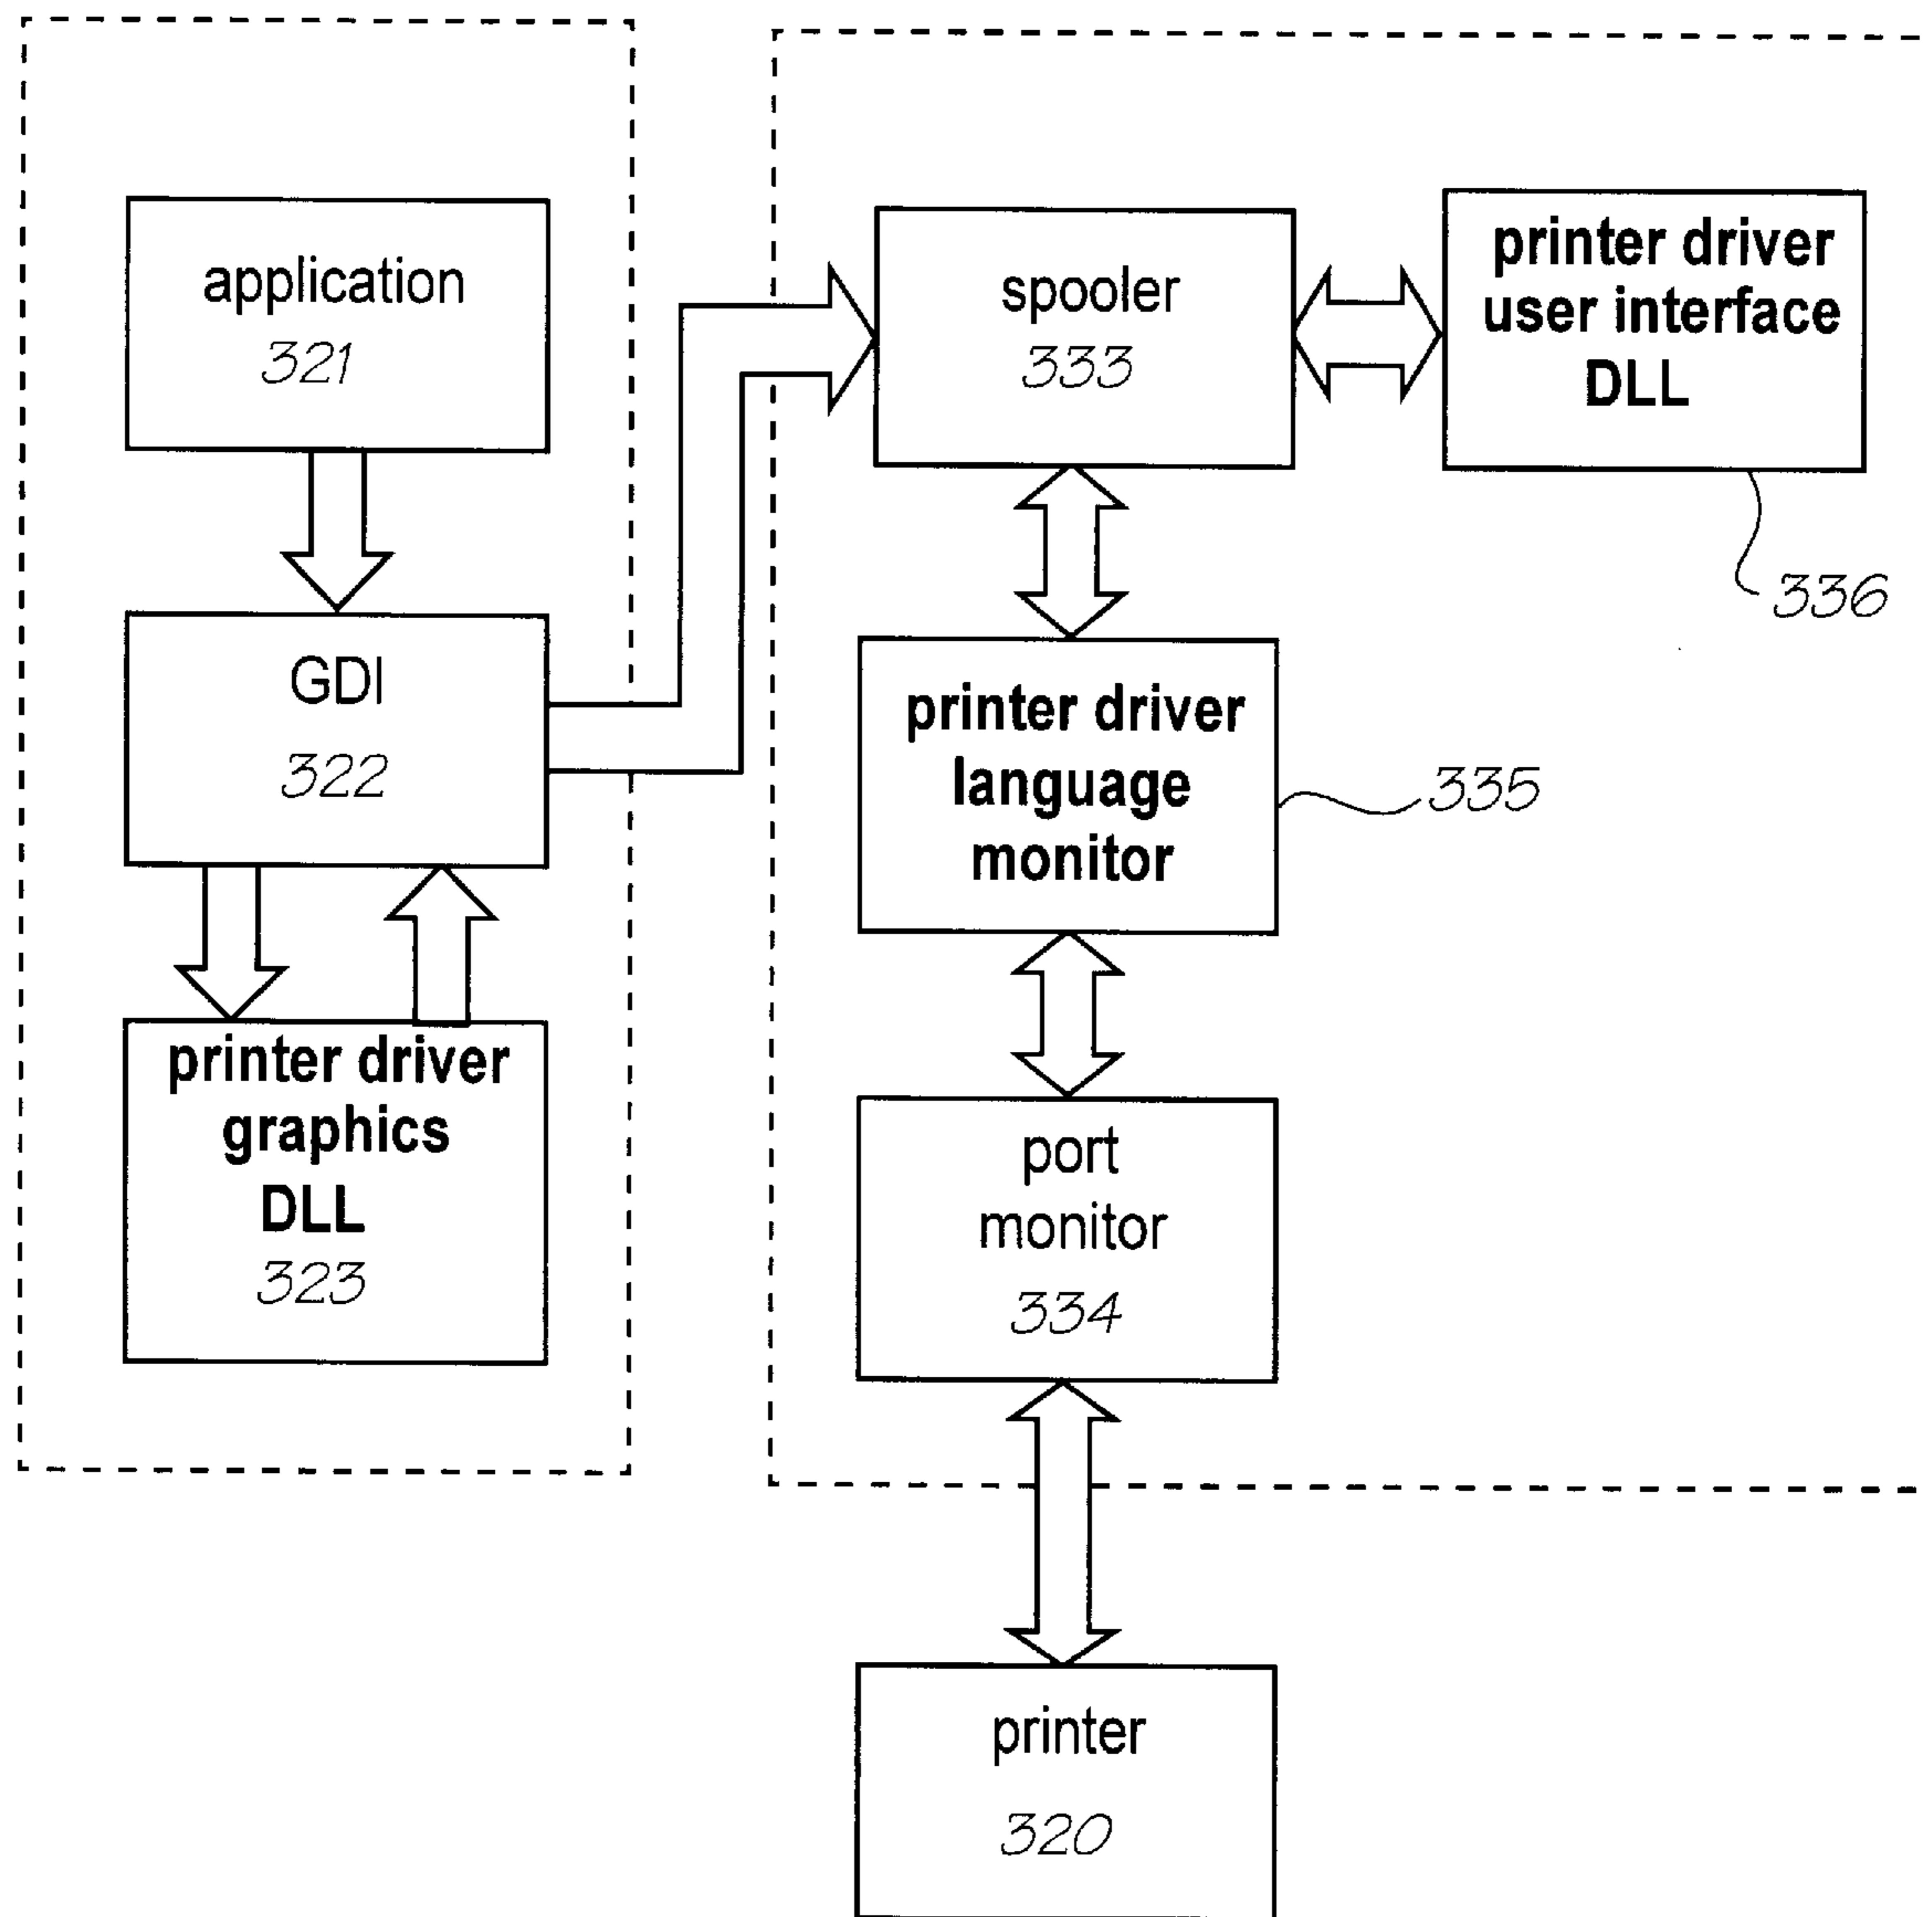 application
321
GDI
322
printer driver
graphics
DLL
323
spooler
333
printer driver
user interface
DLL
336
printer driver
language
monitor
335
port
monitor
334
printer
320